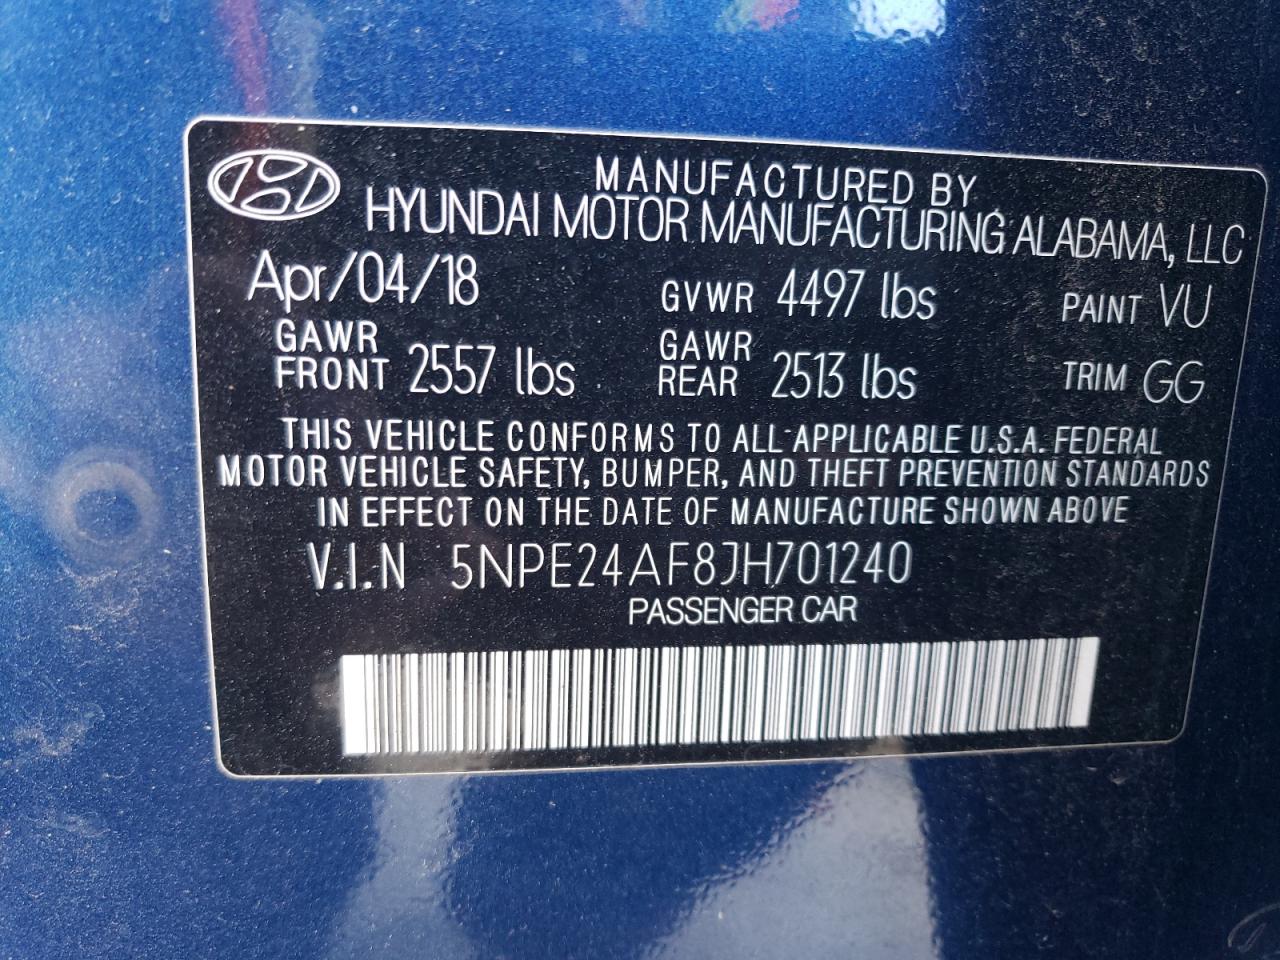 MANUFACTURED BY
HYUNDAI MOTOR MANUFACTURING ALABAMA, LLC
Apr/04/18 GVWR 4497 lbs PAINT VU
GAWR FRONT 2557 lbs GAWR REAR 2513 lbs TRIM GG
THIS VEHICLE CONFORMS TO ALL APPLICABLE U.S.A. FEDERAL
MOTOR VEHICLE SAFETY, BUMPER, AND THEFT PREVENTION STANDARDS
IN EFFECT ON THE DATE OF MANUFACTURE SHOWN ABOVE
V.I.N 5NPE24AF8JH701240
PASSENGER CAR